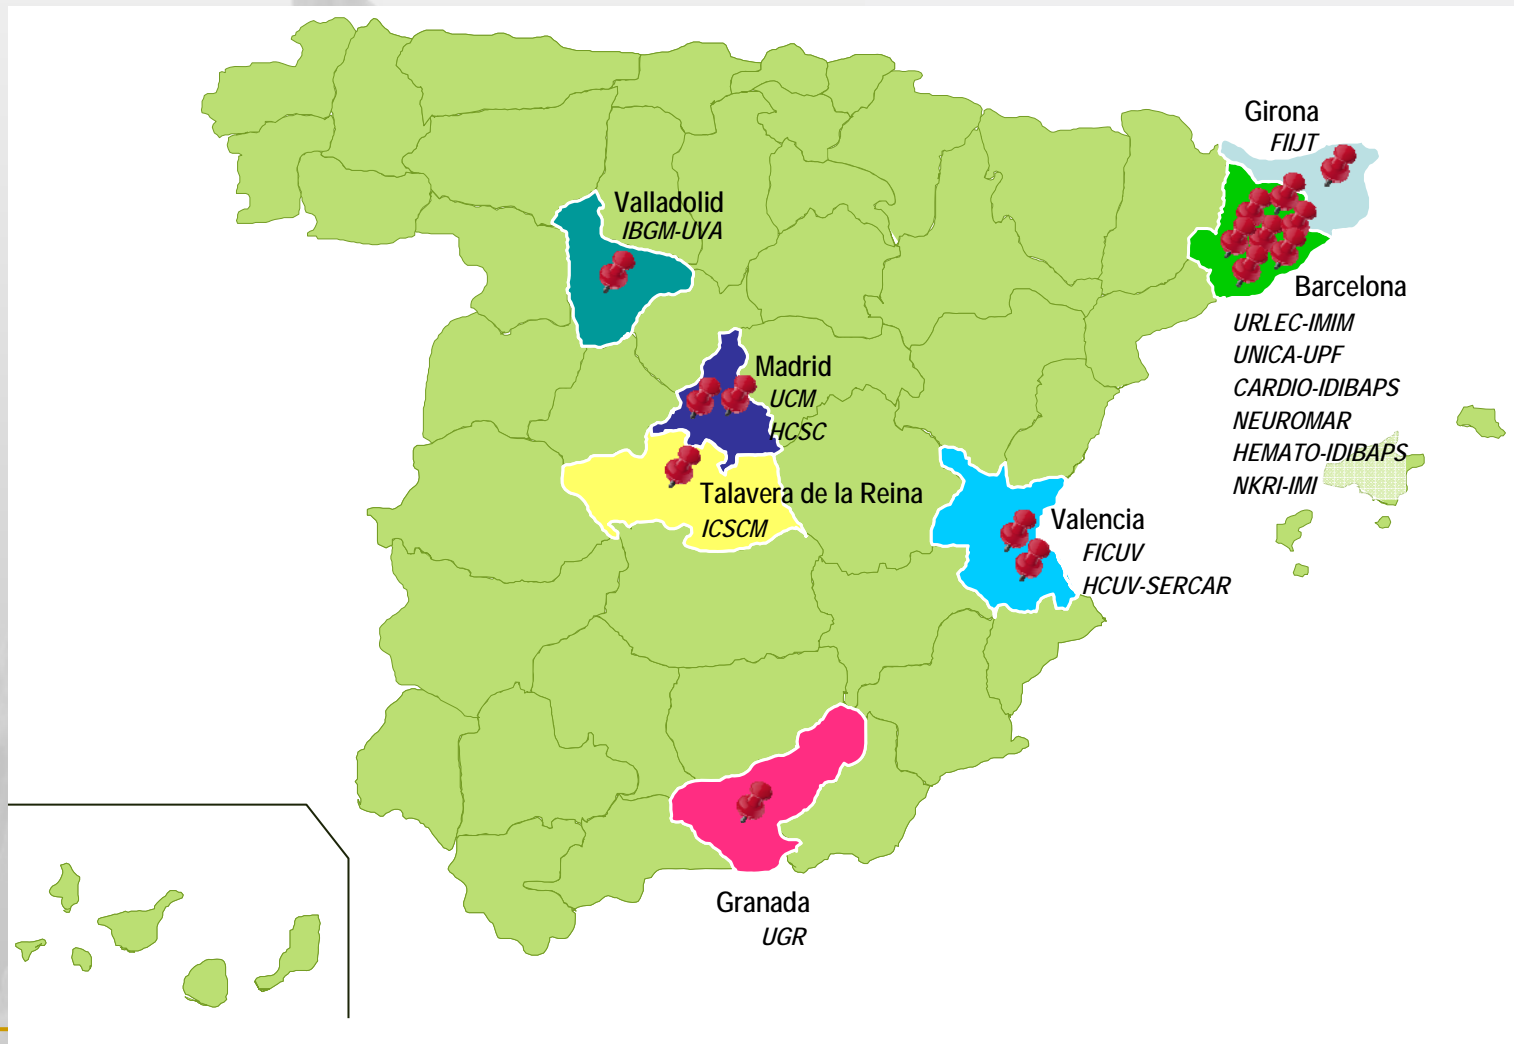 Girona
FIIJT
Valladolid
IBGM-UVA
Barcelona
URLEC-IMIM
UNICA-UPF
CARDIO-IDIBAPS
NEUROMAR
HEMATO-IDIBAPS
NKRI-IMI
Madrid
UCM
HCSC
Talavera de la Reina
ICSCM
Valencia
FICUV
HCUV-SERCAR
Granada
UGR